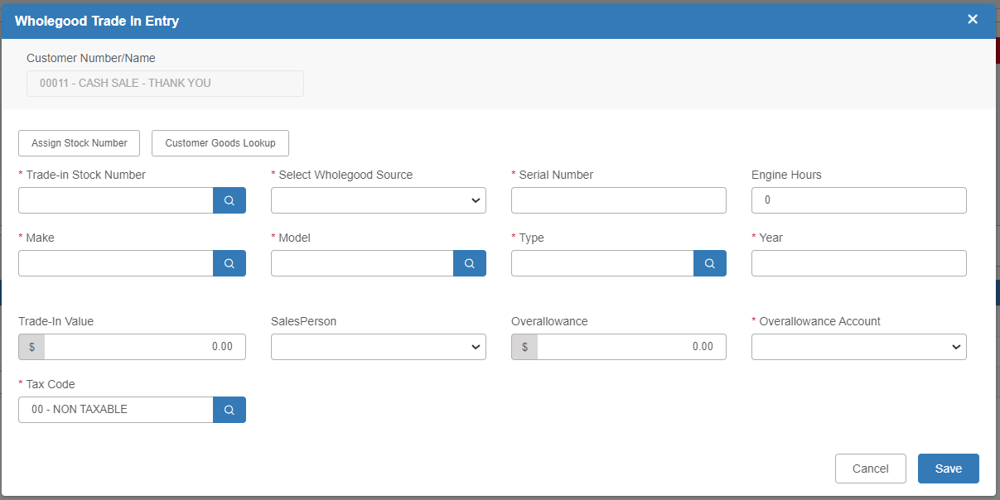 Wholegood Trade In Entry
Customer Number/Name
00011 - CASH SALE - THANK YOU
Assign Stock Number Customer Goods Lookup
* Trade-in Stock Number * Select Wholegood Source * Serial Number Engine Hours
0
* Make * Model * Type * Year
Trade-In Value SalesPerson Overallowance * Overallowance Account
$ 0.00 $ 0.00
* Tax Code
00 - NON TAXABLE
Cancel Save